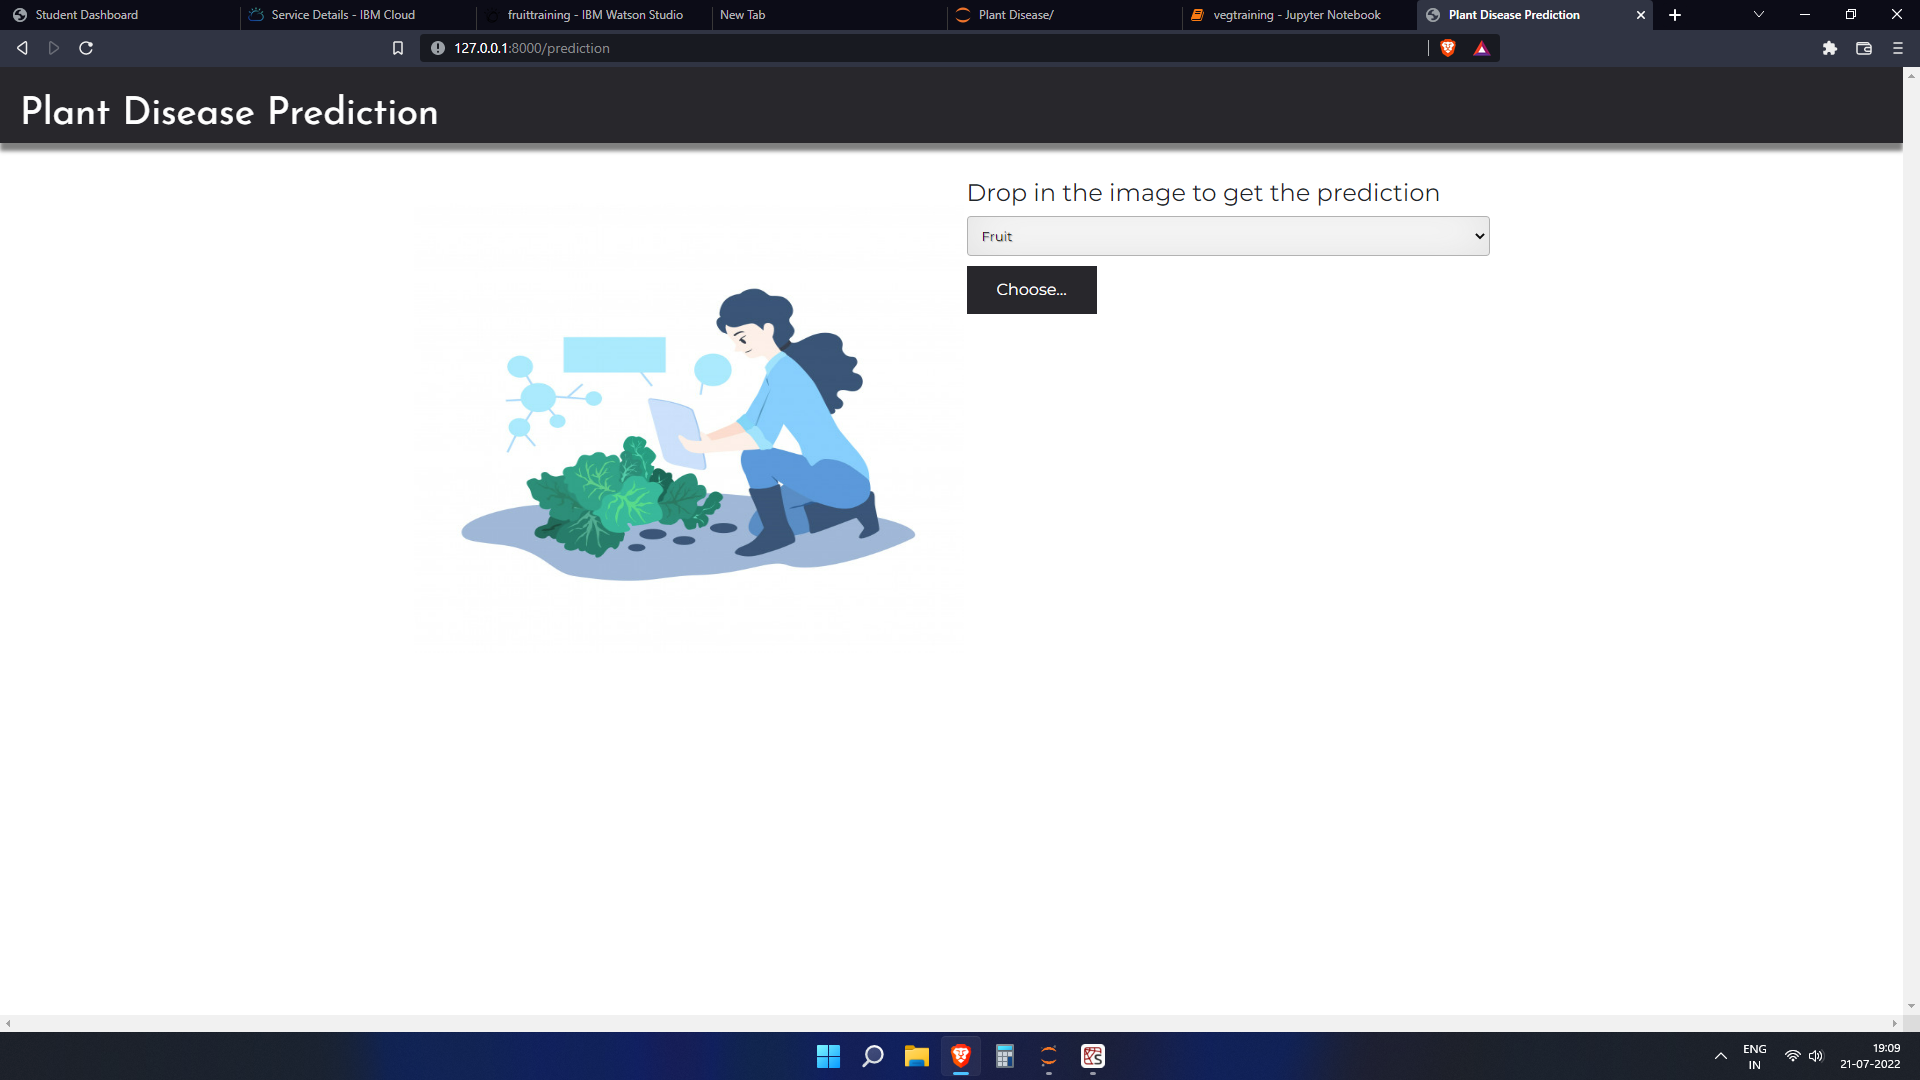 Student Dashboard
Service Details - IBM Cloud
fruittraining - IBM Watson Studio
New Tab
Plant Disease/
vegtraining - Jupyter Notebook
Plant Disease Prediction
127.0.0.1:8000/prediction
Plant Disease Prediction
Drop in the image to get the prediction
Fruit
Choose...
ENG
IN
19:09
21-07-2022